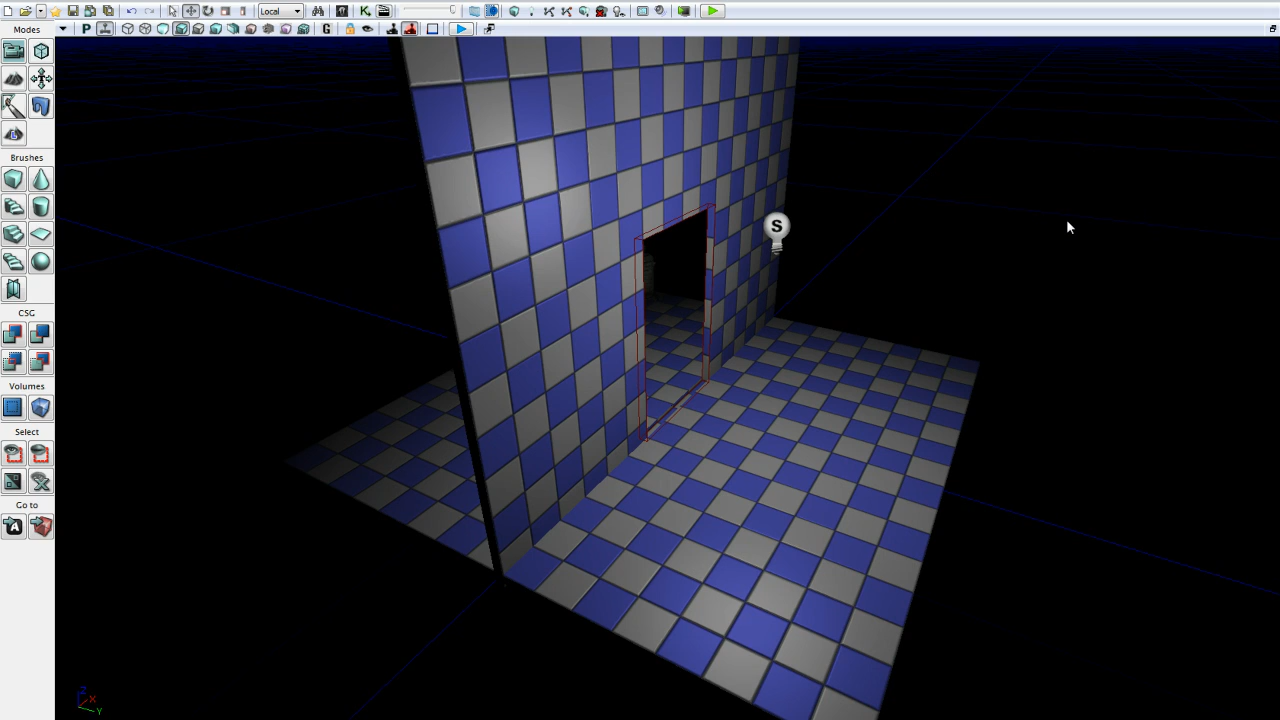 Local
P
G
Modes
Brushes
CSG
Volumes
Select
Go to
A
S
Z
X
Y